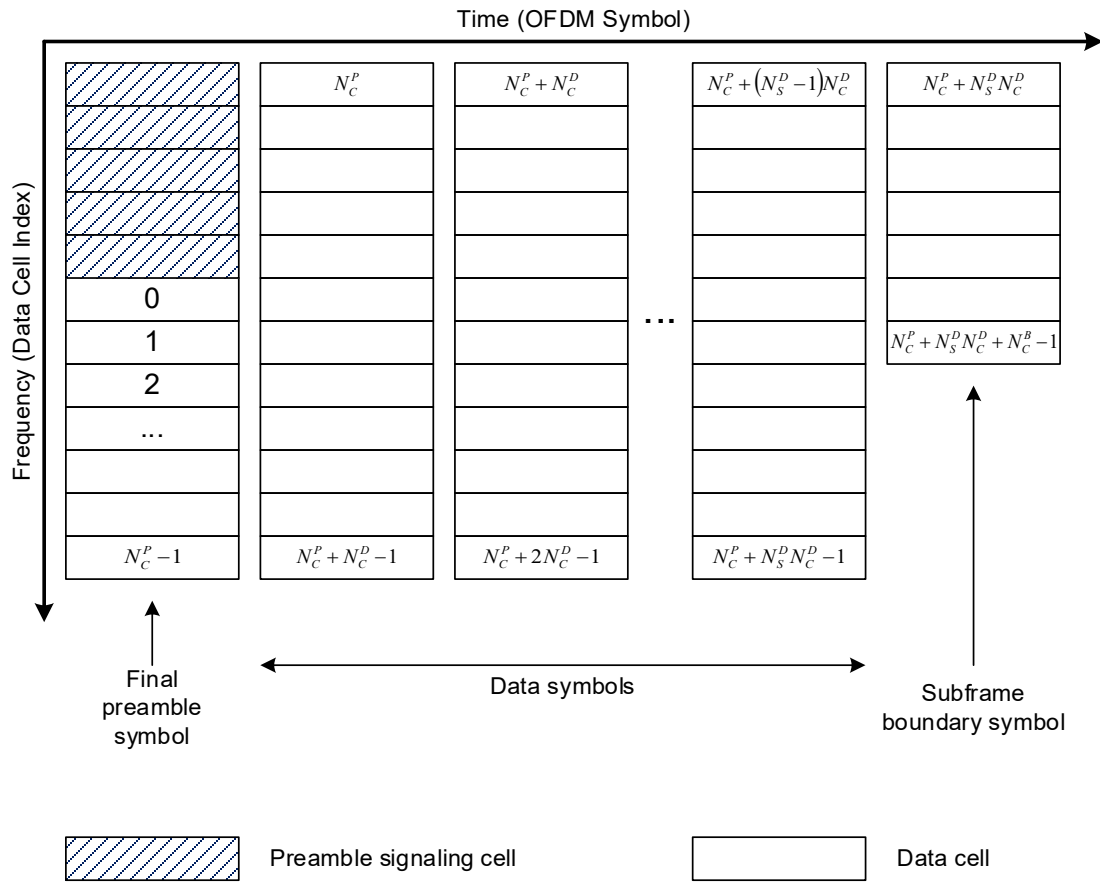 Time (OFDM Symbol)
Frequency (Data Cell Index)
0
1
2
...
$N_C^P - 1$
$N_C^P$
$N_C^P + N_C^D - 1$
$N_C^P + N_C^D$
$N_C^P + 2N_C^D - 1$
...
$N_C^P + (N_S^D - 1)N_C^D$
$N_C^P + N_S^D N_C^D - 1$
$N_C^P + N_S^D N_C^D$
$N_C^P + N_S^D N_C^D + N_C^B - 1$
Final
preamble
symbol
Data symbols
Subframe
boundary symbol
Preamble signaling cell
Data cell